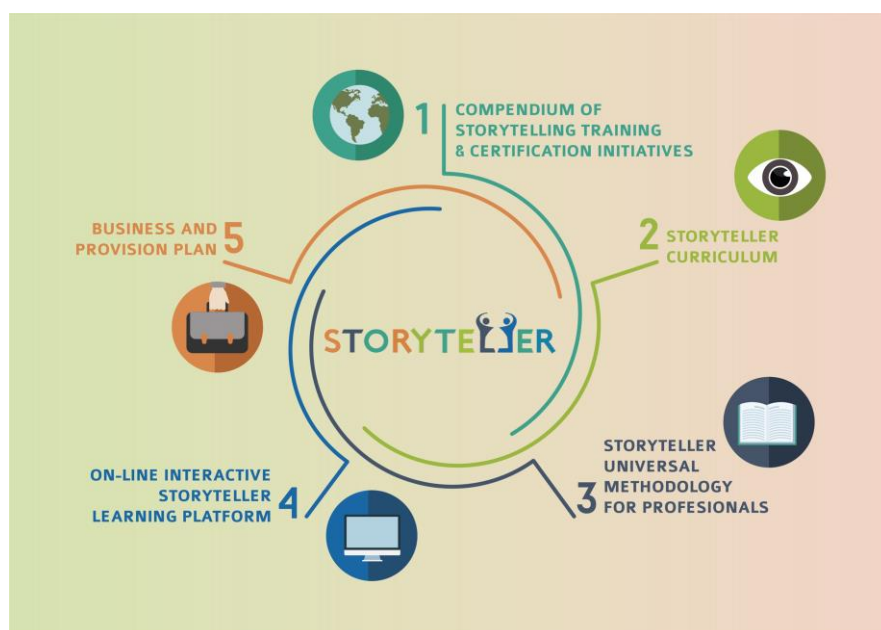 1
COMPENDIUM OF
STORYTELLING TRAINING
& CERTIFICATION INITIATIVES
2
STORYTELLER
CURRICULUM
BUSINESS AND
PROVISION PLAN
5
STORYTELLER
STORYTELLER
UNIVERSAL
METHODOLOGY
FOR PROFESIONALS
3
ON-LINE INTERACTIVE
STORYTELLER
LEARNING PLATFORM
4